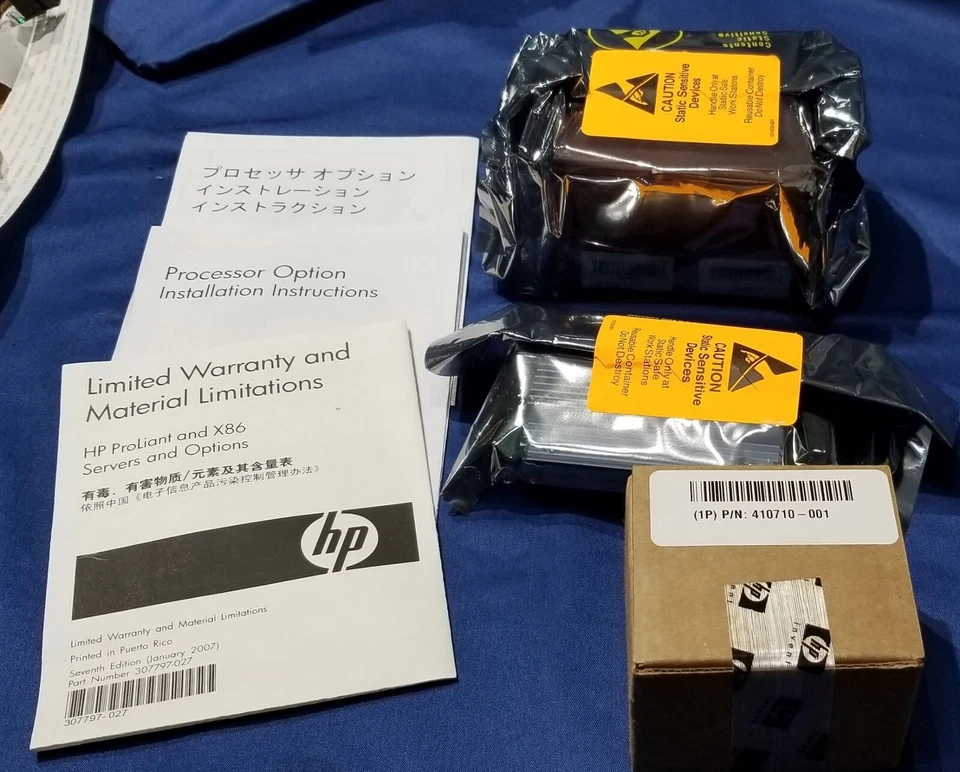 プロセッサ オプション
インストレーション
インストラクション
Processor Option
Installation Instructions
Limited Warranty and
Material Limitations
HP ProLiant and X86
Servers and Options
有毒、有害物质/元素及其含量表
依照中国《电子信息产品污染控制管理办法》
hp
Limited Warranty and Material Limitations
Printed in Puerto Rico
Seventh Edition (January 2007)
Part Number 307797-027
307797-027
Contents
Static
Sensitive
CAUTION
Static Sensitive
Devices
Handle Only at
Static Safe
Work Stations
Reusable Container
Do Not Destroy
CAUTION
Static Sensitive
Devices
Handle Only at
Static Safe
Work Stations
Reusable Container
Do Not Destroy
(1P) P/N: 410710-001
hp
invent
hp